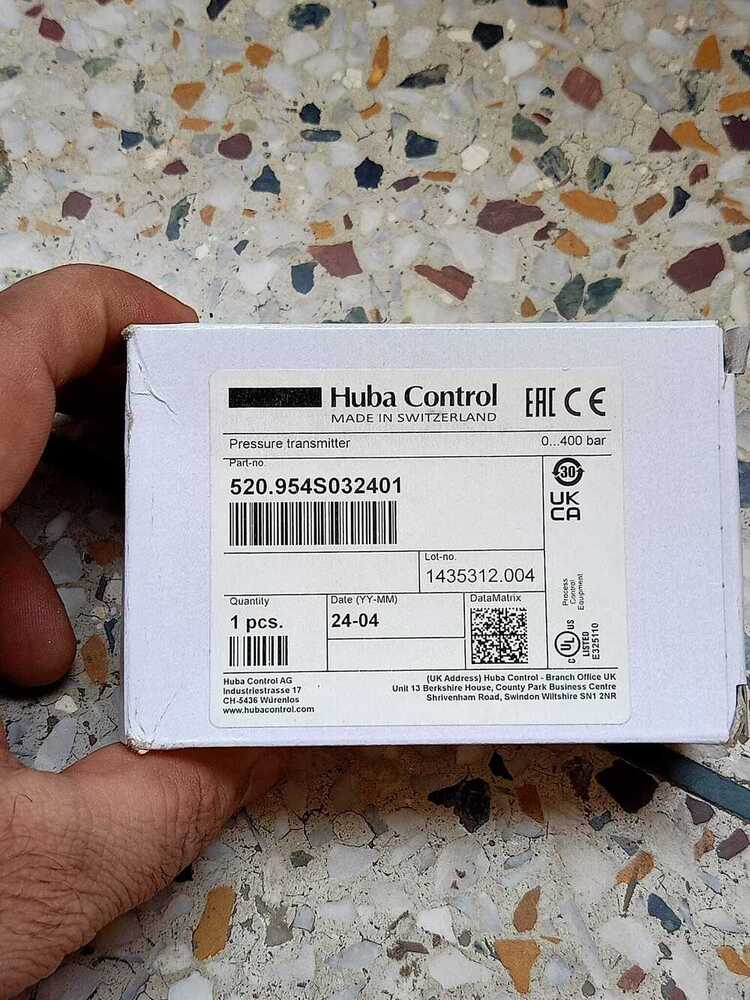 Huba Control
MADE IN SWITZERLAND
EAC CE
Pressure transmitter 0...400 bar
Part-no.
520.954S032401
30
UK
CA
Lot-no.
1435312.004
Process
Control
Equipment
Quantity
1 pcs.
Date (YY-MM)
24-04
DataMatrix
c UL US
LISTED
E325110
Huba Control AG
Industriestrasse 17
CH-5436 Würenlos
www.hubacontrol.com
(UK Address) Huba Control - Branch Office UK
Unit 13 Berkshire House, County Park Business Centre
Shrivenham Road, Swindon Wiltshire SN1 2NR